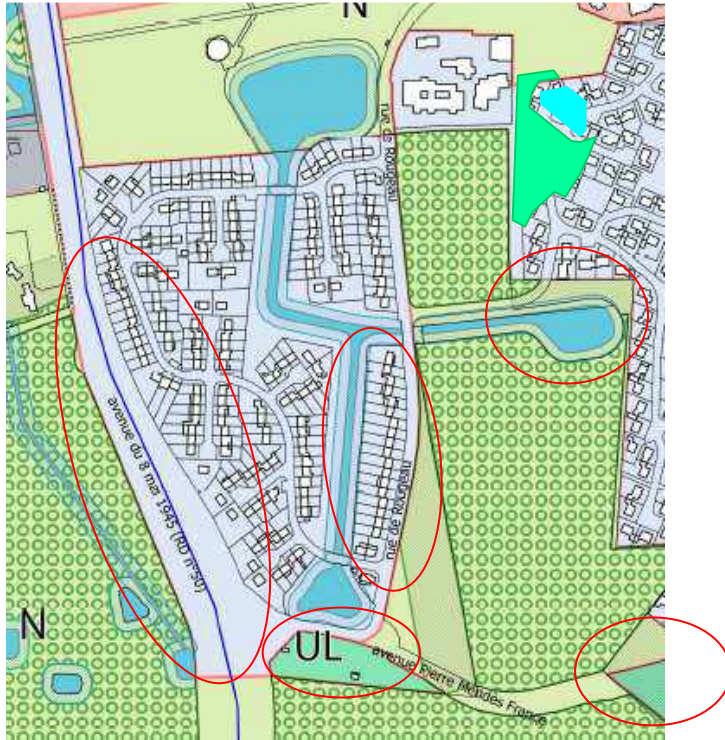 N
rue de Rougeau
avenue du 8 mai 1945 (RD n°50)
rue de Rougeau
N
UL
avenue Pierre Mendès France